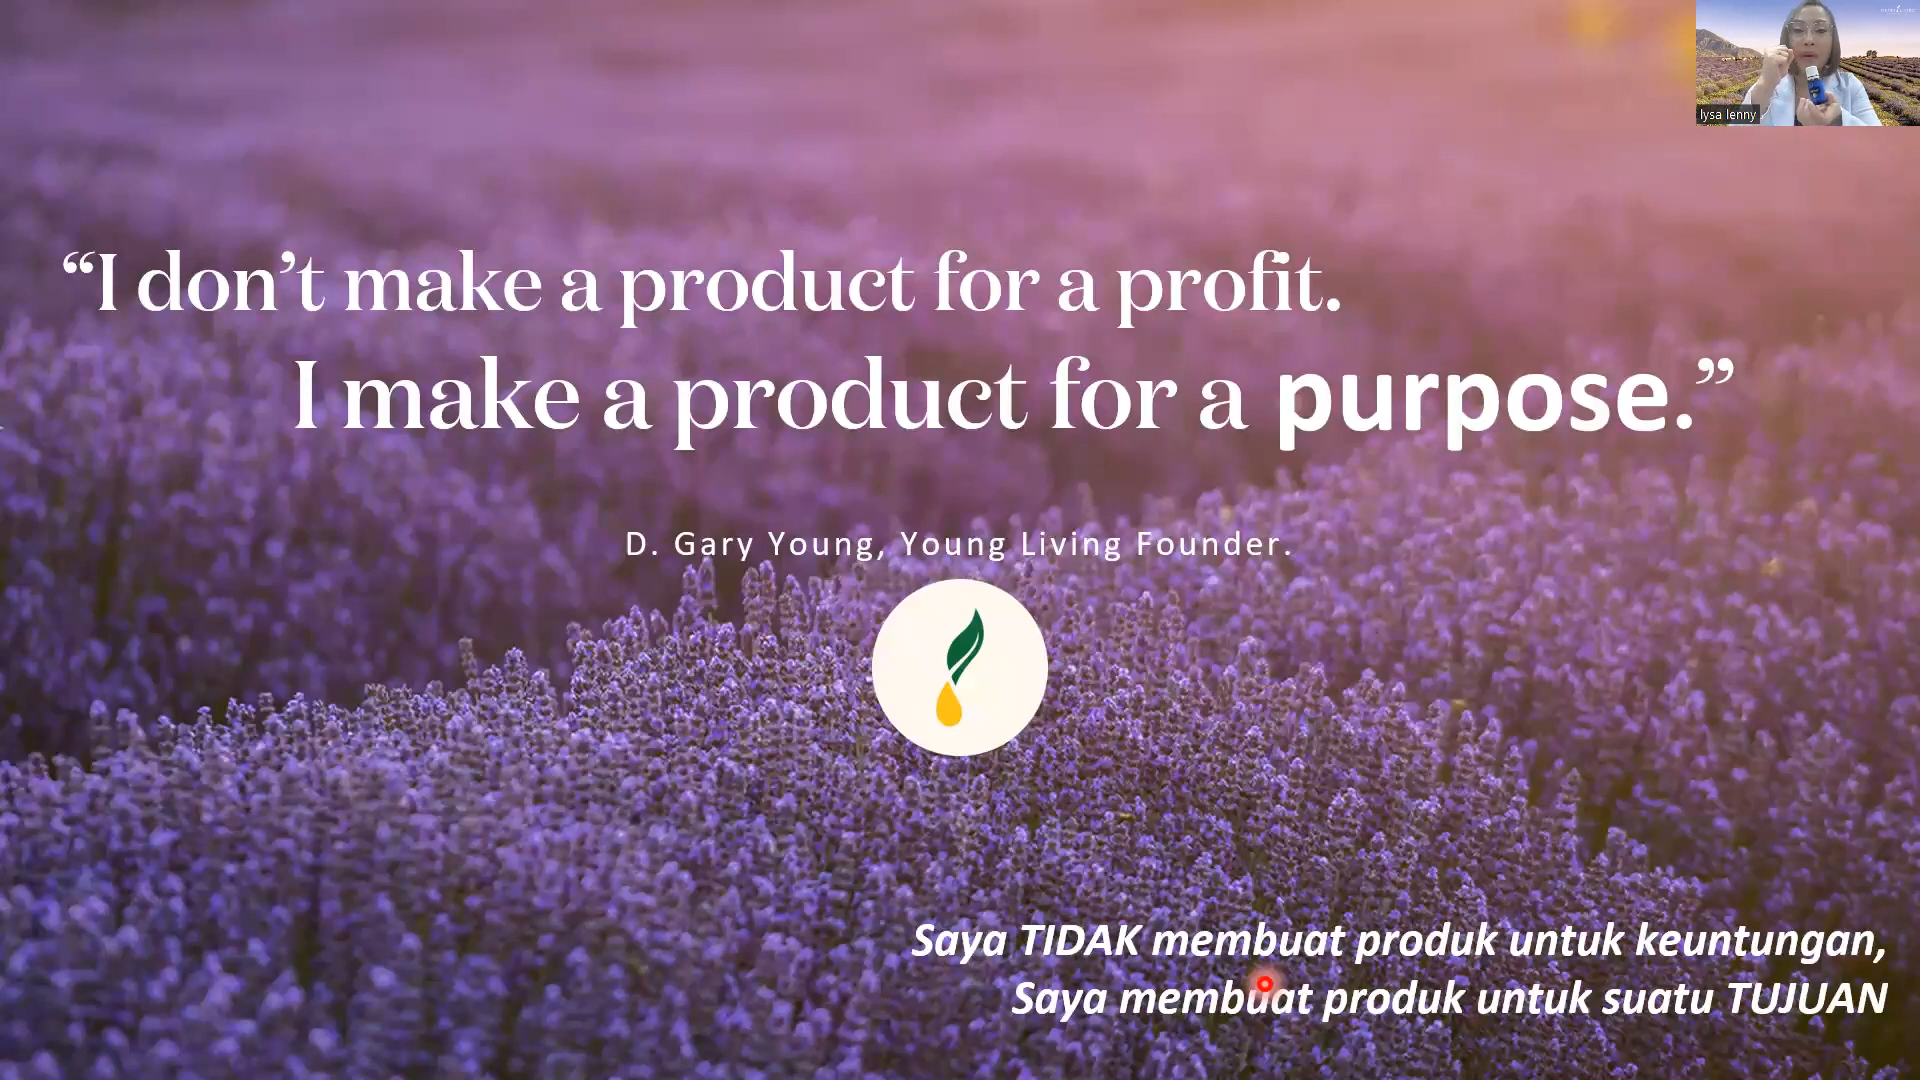 lysa lenny
“I don’t make a product for a profit.
I make a product for a purpose.”
D. Gary Young, Young Living Founder.
Saya TIDAK membuat produk untuk keuntungan,
Saya membuat produk untuk suatu TUJUAN